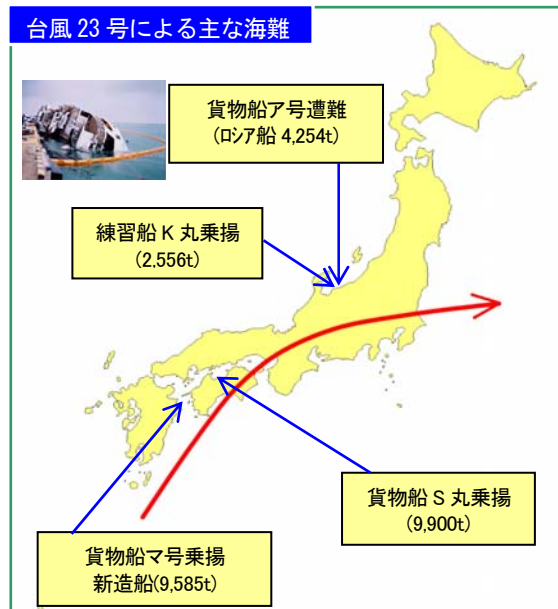 台風 23 号による主な海難
貨物船ア号遭難
(ロシア船 4,254t)
練習船 K 丸乗揚
(2,556t)
貨物船 S 丸乗揚
(9,900t)
貨物船マ号乗揚
新造船(9,585t)